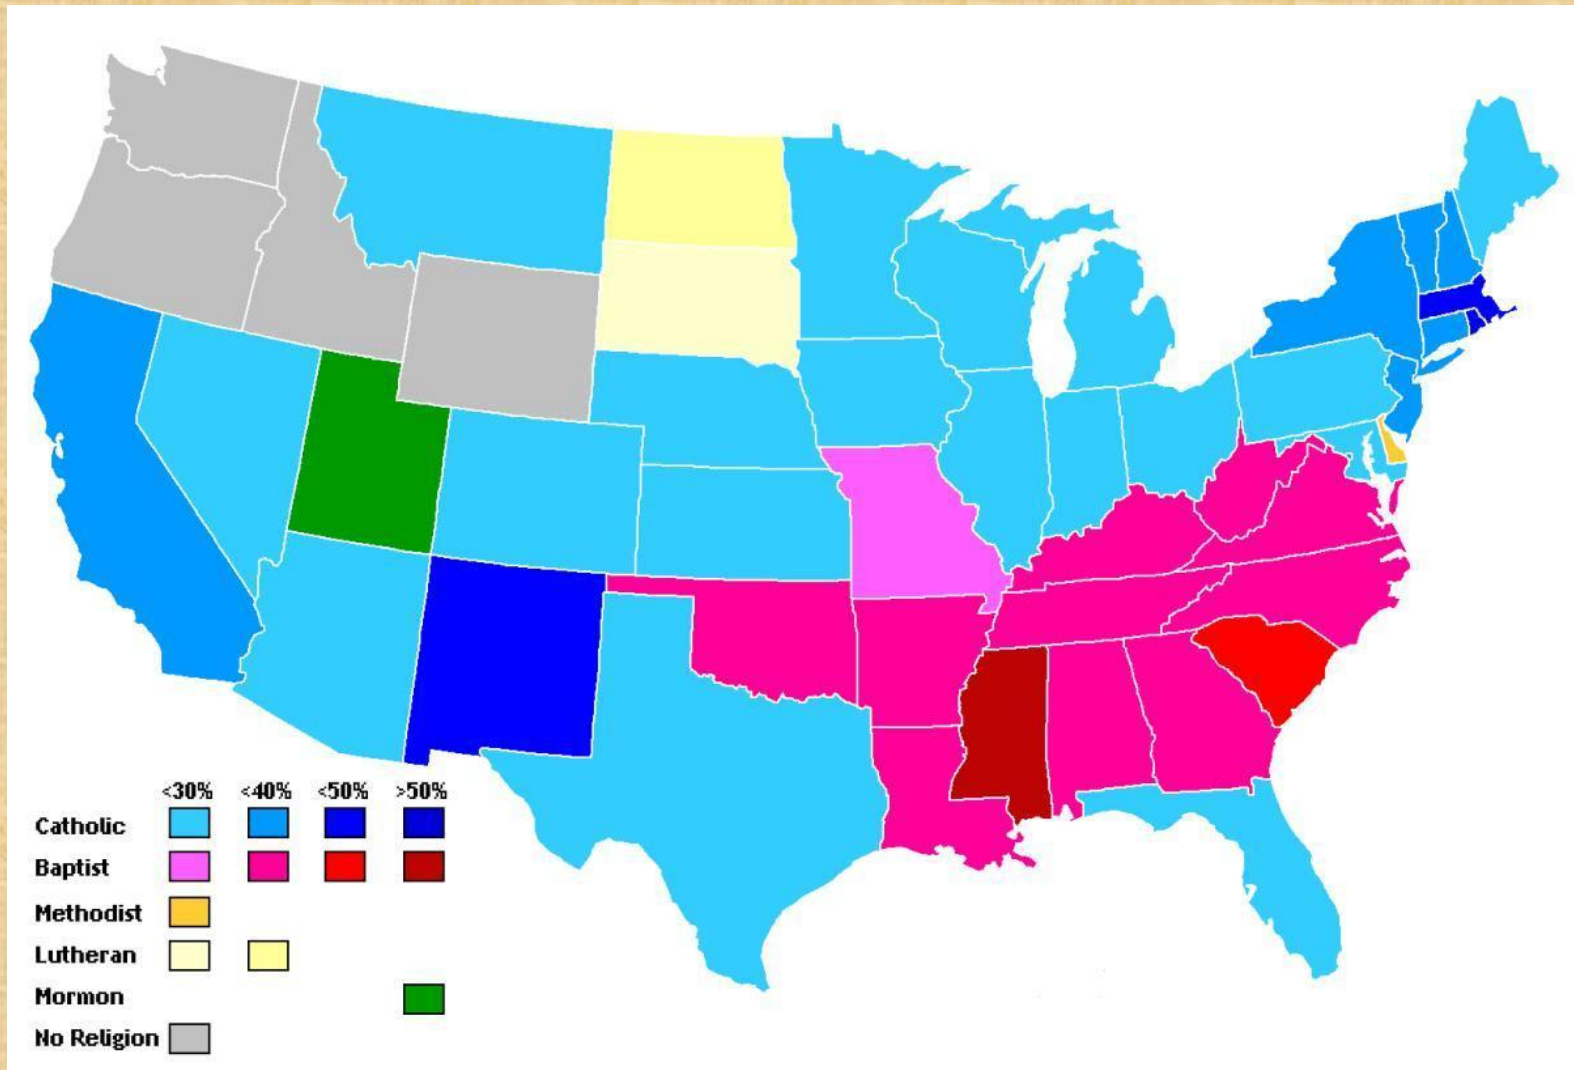 <30% <40% <50% >50%
Catholic
Baptist
Methodist
Lutheran
Mormon
No Religion